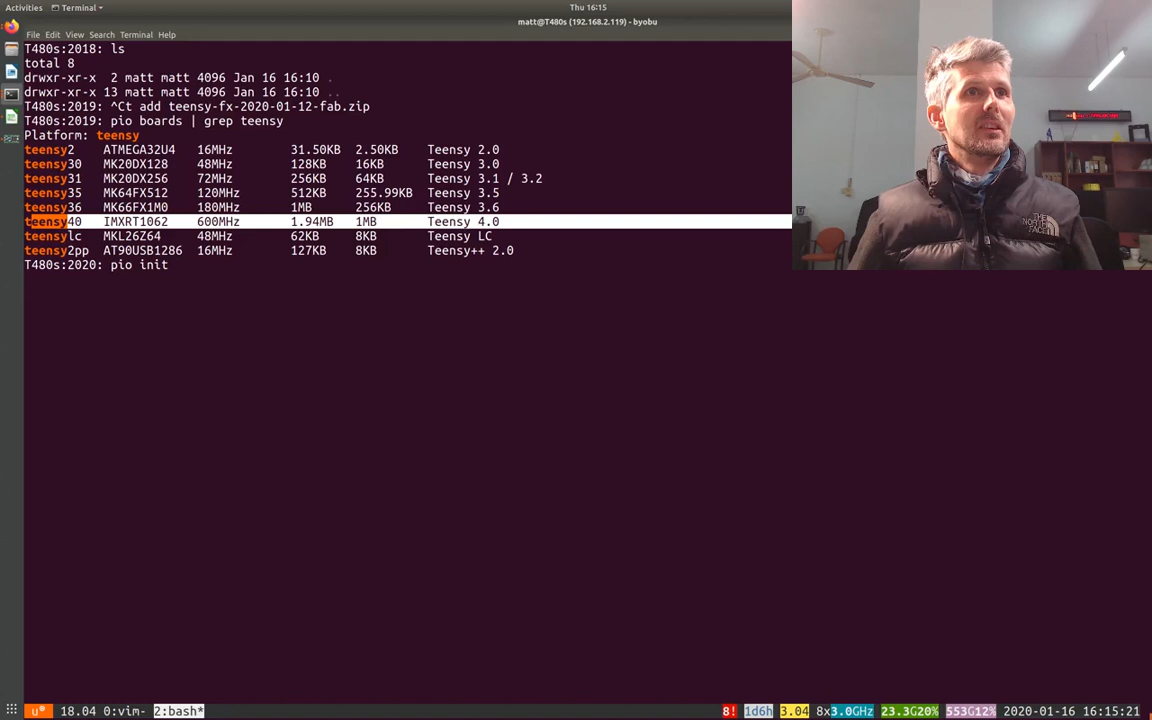 Activities
Terminal
Thu 16:15
matt@T480s (192.168.2.119) - byobu
File Edit View Search Terminal Help
T480s:2018: ls
total 8
drwxr-xr-x  2 matt matt 4096 Jan 16 16:10 .
drwxr-xr-x 13 matt matt 4096 Jan 16 16:10 ..
T480s:2019: ^Ct add teensy-fx-2020-01-12-fab.zip
T480s:2019: pio boards | grep teensy
Platform: teensy
teensy2 ATMEGA32U4 16MHz 31.50KB 2.50KB Teensy 2.0
teensy30 MK20DX128 48MHz 128KB 16KB Teensy 3.0
teensy31 MK20DX256 72MHz 256KB 64KB Teensy 3.1 / 3.2
teensy35 MK64FX512 120MHz 512KB 255.99KB Teensy 3.5
teensy36 MK66FX1M0 180MHz 1MB 256KB Teensy 3.6
teensy40 IMXRT1062 600MHz 1.94MB 1MB Teensy 4.0
teensylc MKL26Z64 48MHz 62KB 8KB Teensy LC
teensy2pp AT90USB1286 16MHz 127KB 8KB Teensy++ 2.0
T480s:2020: pio init
THE NORTH FACE
u 18.04 0:vim- 2:bash* 8! 1d6h 3.04 8x3.0GHz 23.3G20% 553G12% 2020-01-16 16:15:21